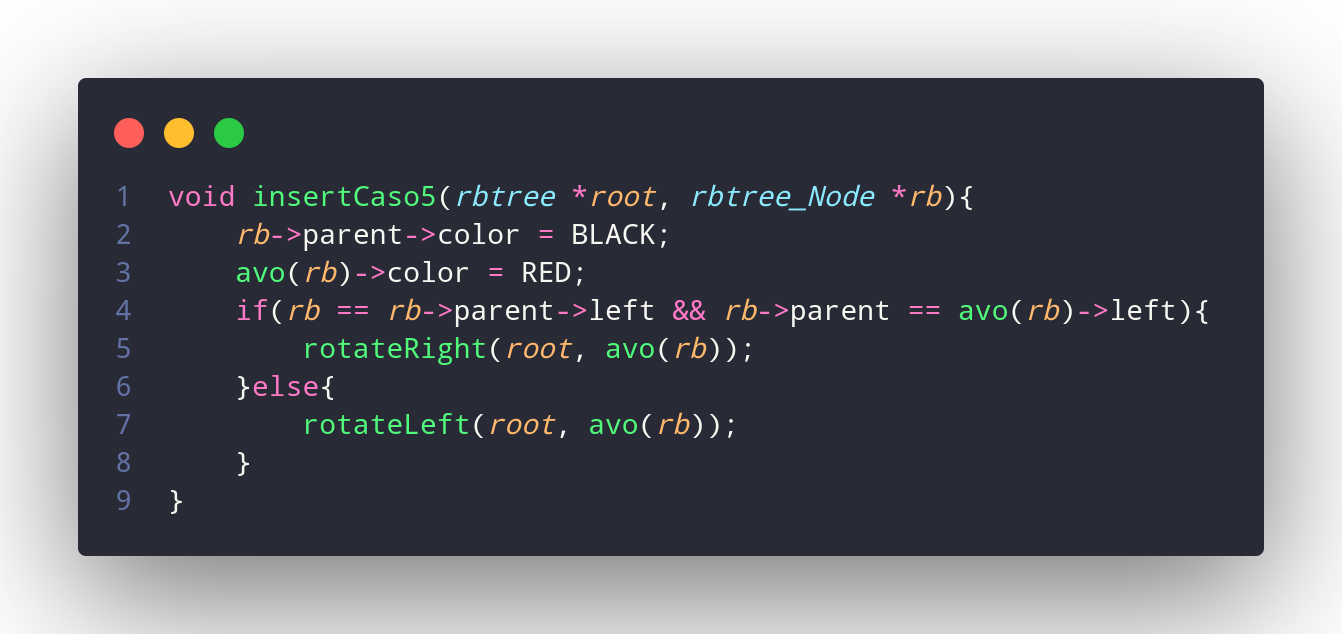 1 void insertCaso5(rbtree *root, rbtree_Node *rb){
2     rb->parent->color = BLACK;
3     avo(rb)->color = RED;
4     if(rb == rb->parent->left && rb->parent == avo(rb)->left){
5         rotateRight(root, avo(rb));
6     }else{
7         rotateLeft(root, avo(rb));
8     }
9 }